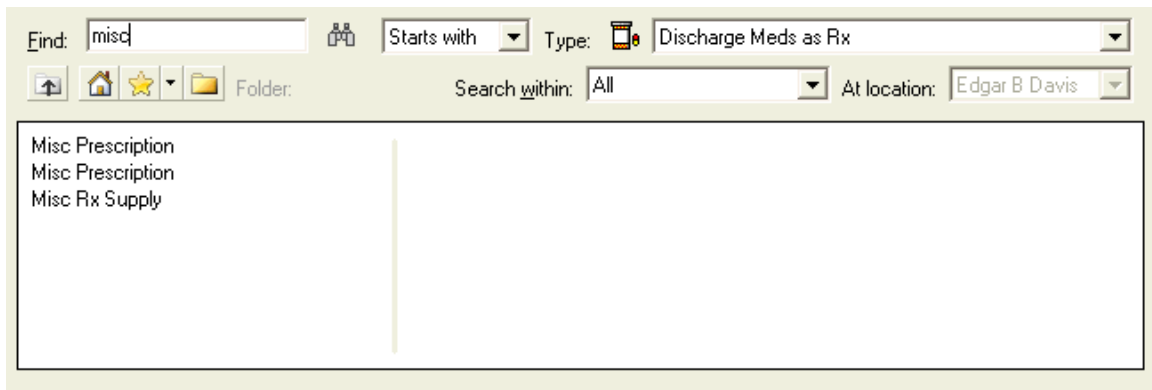 Find: misc Starts with Type: Discharge Meds as Rx
Folder: Search within: All At location: Edgar B Davis
Misc Prescription
Misc Prescription
Misc Rx Supply